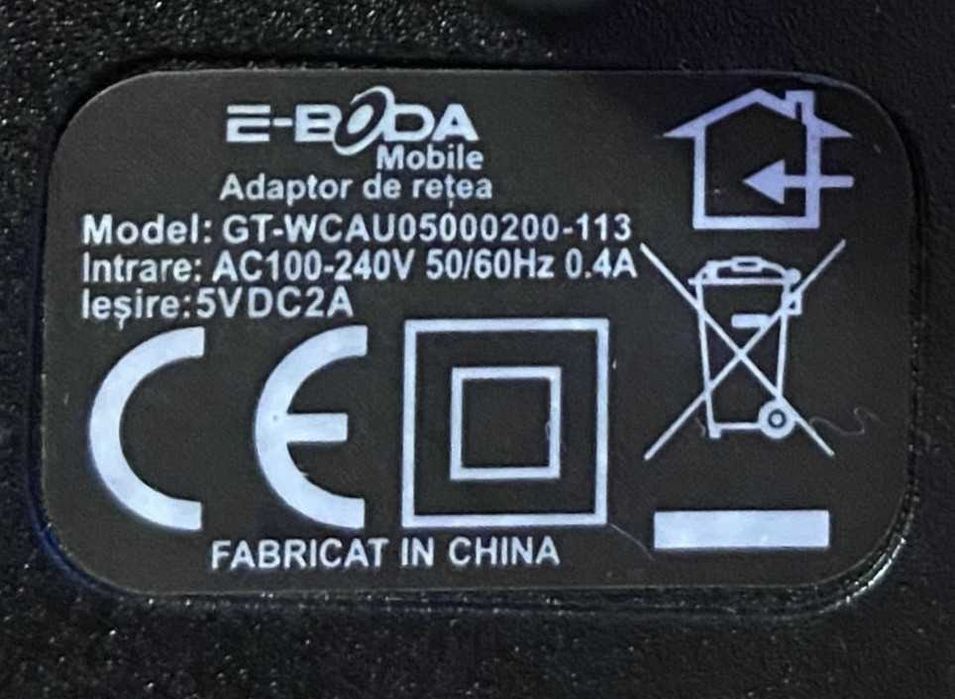 E-BODA
Mobile
Adaptor de rețea
Model: GT-WCAU05000200-113
Intrare: AC100-240V 50/60Hz 0.4A
Ieșire:5VDC2A
CE
FABRICAT IN CHINA